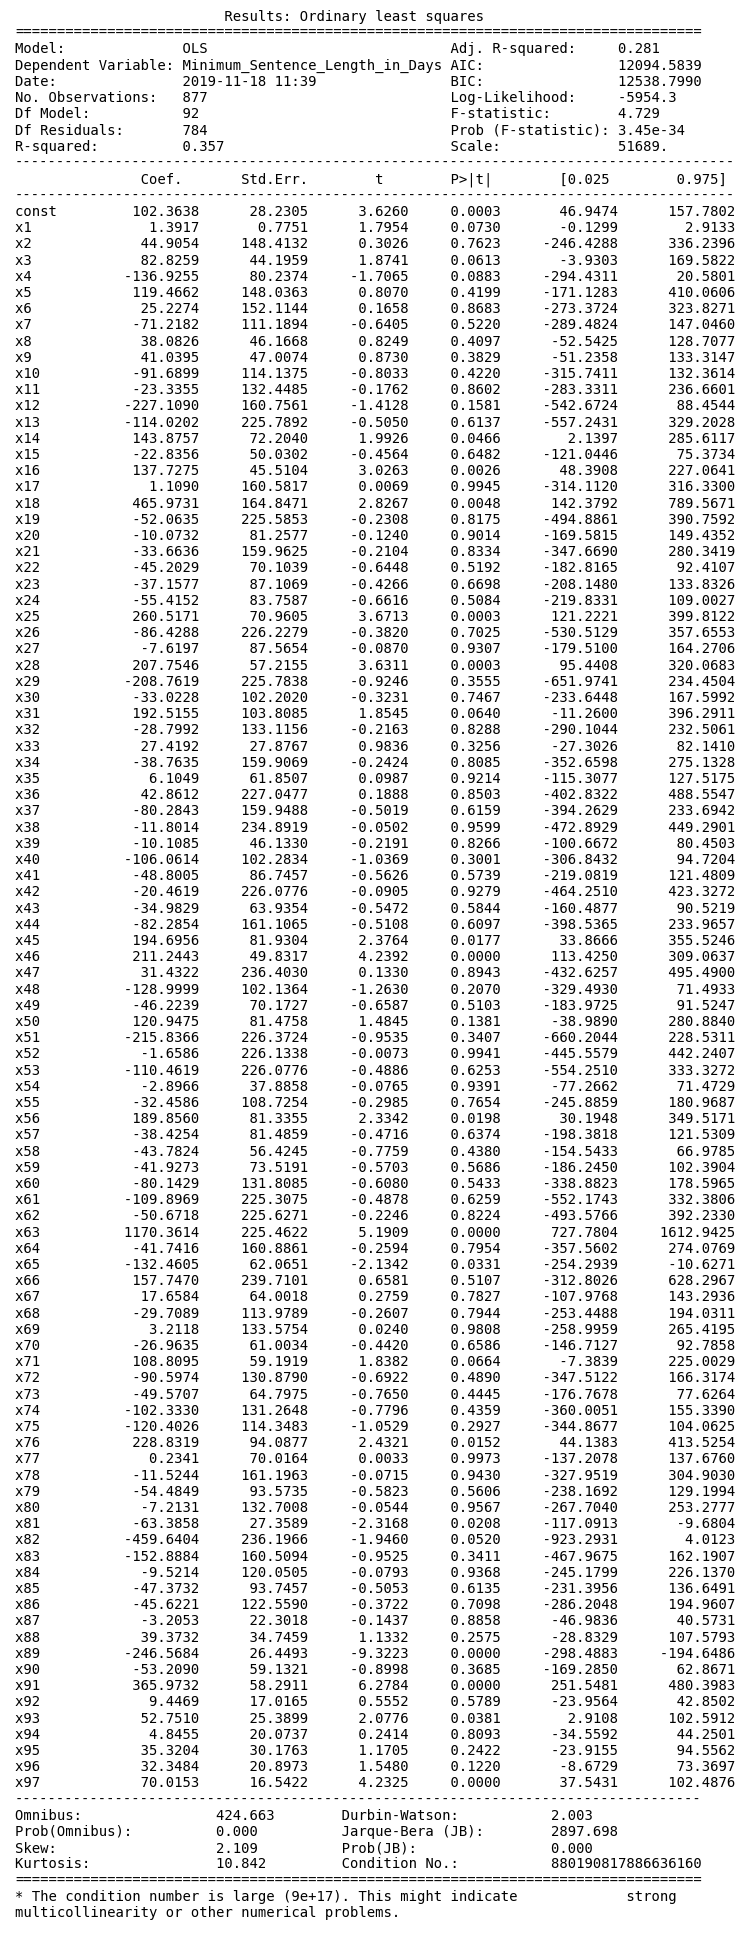 Results: Ordinary least squares
==================================================================================
Model: OLS Adj. R-squared: 0.281
Dependent Variable: Minimum_Sentence_Length_in_Days AIC: 12094.5839
Date: 2019-11-18 11:39 BIC: 12538.7990
No. Observations: 877 Log-Likelihood: -5954.3
Df Model: 92 F-statistic: 4.729
Df Residuals: 784 Prob (F-statistic): 3.45e-34
R-squared: 0.357 Scale: 51689.
--------------------------------------------------------------------------------------
Coef. Std.Err. t P>|t| [0.025 0.975]
--------------------------------------------------------------------------------------
const 102.3638 28.2305 3.6260 0.0003 46.9474 157.7802
x1 1.3917 0.7751 1.7954 0.0730 -0.1299 2.9133
x2 44.9054 148.4132 0.3026 0.7623 -246.4288 336.2396
x3 82.8259 44.1959 1.8741 0.0613 -3.9303 169.5822
x4 -136.9255 80.2374 -1.7065 0.0883 -294.4311 20.5801
x5 119.4662 148.0363 0.8070 0.4199 -171.1283 410.0606
x6 25.2274 152.1144 0.1658 0.8683 -273.3724 323.8271
x7 -71.2182 111.1894 -0.6405 0.5220 -289.4824 147.0460
x8 38.0826 46.1668 0.8249 0.4097 -52.5425 128.7077
x9 41.0395 47.0074 0.8730 0.3829 -51.2358 133.3147
x10 -91.6899 114.1375 -0.8033 0.4220 -315.7411 132.3614
x11 -23.3355 132.4485 -0.1762 0.8602 -283.3311 236.6601
x12 -227.1090 160.7561 -1.4128 0.1581 -542.6724 88.4544
x13 -114.0202 225.7892 -0.5050 0.6137 -557.2431 329.2028
x14 143.8757 72.2040 1.9926 0.0466 2.1397 285.6117
x15 -22.8356 50.0302 -0.4564 0.6482 -121.0446 75.3734
x16 137.7275 45.5104 3.0263 0.0026 48.3908 227.0641
x17 1.1090 160.5817 0.0069 0.9945 -314.1120 316.3300
x18 465.9731 164.8471 2.8267 0.0048 142.3792 789.5671
x19 -52.0635 225.5853 -0.2308 0.8175 -494.8861 390.7592
x20 -10.0732 81.2577 -0.1240 0.9014 -169.5815 149.4352
x21 -33.6636 159.9625 -0.2104 0.8334 -347.6690 280.3419
x22 -45.2029 70.1039 -0.6448 0.5192 -182.8165 92.4107
x23 -37.1577 87.1069 -0.4266 0.6698 -208.1480 133.8326
x24 -55.4152 83.7587 -0.6616 0.5084 -219.8331 109.0027
x25 260.5171 70.9605 3.6713 0.0003 121.2221 399.8122
x26 -86.4288 226.2279 -0.3820 0.7025 -530.5129 357.6553
x27 -7.6197 87.5654 -0.0870 0.9307 -179.5100 164.2706
x28 207.7546 57.2155 3.6311 0.0003 95.4408 320.0683
x29 -208.7619 225.7838 -0.9246 0.3555 -651.9741 234.4504
x30 -33.0228 102.2020 -0.3231 0.7467 -233.6448 167.5992
x31 192.5155 103.8085 1.8545 0.0640 -11.2600 396.2911
x32 -28.7992 133.1156 -0.2163 0.8288 -290.1044 232.5061
x33 27.4192 27.8767 0.9836 0.3256 -27.3026 82.1410
x34 -38.7635 159.9069 -0.2424 0.8085 -352.6598 275.1328
x35 6.1049 61.8507 0.0987 0.9214 -115.3077 127.5175
x36 42.8612 227.0477 0.1888 0.8503 -402.8322 488.5547
x37 -80.2843 159.9488 -0.5019 0.6159 -394.2629 233.6942
x38 -11.8014 234.8919 -0.0502 0.9599 -472.8929 449.2901
x39 -10.1085 46.1330 -0.2191 0.8266 -100.6672 80.4503
x40 -106.0614 102.2834 -1.0369 0.3001 -306.8432 94.7204
x41 -48.8005 86.7457 -0.5626 0.5739 -219.0819 121.4809
x42 -20.4619 226.0776 -0.0905 0.9279 -464.2510 423.3272
x43 -34.9829 63.9354 -0.5472 0.5844 -160.4877 90.5219
x44 -82.2854 161.1065 -0.5108 0.6097 -398.5365 233.9657
x45 194.6956 81.9304 2.3764 0.0177 33.8666 355.5246
x46 211.2443 49.8317 4.2392 0.0000 113.4250 309.0637
x47 31.4322 236.4030 0.1330 0.8943 -432.6257 495.4900
x48 -128.9999 102.1364 -1.2630 0.2070 -329.4930 71.4933
x49 -46.2239 70.1727 -0.6587 0.5103 -183.9725 91.5247
x50 120.9475 81.4758 1.4845 0.1381 -38.9890 280.8840
x51 -215.8366 226.3724 -0.9535 0.3407 -660.2044 228.5311
x52 -1.6586 226.1338 -0.0073 0.9941 -445.5579 442.2407
x53 -110.4619 226.0776 -0.4886 0.6253 -554.2510 333.3272
x54 -2.8966 37.8858 -0.0765 0.9391 -77.2662 71.4729
x55 -32.4586 108.7254 -0.2985 0.7654 -245.8859 180.9687
x56 189.8560 81.3355 2.3342 0.0198 30.1948 349.5171
x57 -38.4254 81.4859 -0.4716 0.6374 -198.3818 121.5309
x58 -43.7824 56.4245 -0.7759 0.4380 -154.5433 66.9785
x59 -41.9273 73.5191 -0.5703 0.5686 -186.2450 102.3904
x60 -80.1429 131.8085 -0.6080 0.5433 -338.8823 178.5965
x61 -109.8969 225.3075 -0.4878 0.6259 -552.1743 332.3806
x62 -50.6718 225.6271 -0.2246 0.8224 -493.5766 392.2330
x63 1170.3614 225.4622 5.1909 0.0000 727.7804 1612.9425
x64 -41.7416 160.8861 -0.2594 0.7954 -357.5602 274.0769
x65 -132.4605 62.0651 -2.1342 0.0331 -254.2939 -10.6271
x66 157.7470 239.7101 0.6581 0.5107 -312.8026 628.2967
x67 17.6584 64.0018 0.2759 0.7827 -107.9768 143.2936
x68 -29.7089 113.9789 -0.2607 0.7944 -253.4488 194.0311
x69 3.2118 133.5754 0.0240 0.9808 -258.9959 265.4195
x70 -26.9635 61.0034 -0.4420 0.6586 -146.7127 92.7858
x71 108.8095 59.1919 1.8382 0.0664 -7.3839 225.0029
x72 -90.5974 130.8790 -0.6922 0.4890 -347.5122 166.3174
x73 -49.5707 64.7975 -0.7650 0.4445 -176.7678 77.6264
x74 -102.3330 131.2648 -0.7796 0.4359 -360.0051 155.3390
x75 -120.4026 114.3483 -1.0529 0.2927 -344.8677 104.0625
x76 228.8319 94.0877 2.4321 0.0152 44.1383 413.5254
x77 0.2341 70.0164 0.0033 0.9973 -137.2078 137.6760
x78 -11.5244 161.1963 -0.0715 0.9430 -327.9519 304.9030
x79 -54.4849 93.5735 -0.5823 0.5606 -238.1692 129.1994
x80 -7.2131 132.7008 -0.0544 0.9567 -267.7040 253.2777
x81 -63.3858 27.3589 -2.3168 0.0208 -117.0913 -9.6804
x82 -459.6404 236.1966 -1.9460 0.0520 -923.2931 4.0123
x83 -152.8884 160.5094 -0.9525 0.3411 -467.9675 162.1907
x84 -9.5214 120.0505 -0.0793 0.9368 -245.1799 226.1370
x85 -47.3732 93.7457 -0.5053 0.6135 -231.3956 136.6491
x86 -45.6221 122.5590 -0.3722 0.7098 -286.2048 194.9607
x87 -3.2053 22.3018 -0.1437 0.8858 -46.9836 40.5731
x88 39.3732 34.7459 1.1332 0.2575 -28.8329 107.5793
x89 -246.5684 26.4493 -9.3223 0.0000 -298.4883 -194.6486
x90 -53.2090 59.1321 -0.8998 0.3685 -169.2850 62.8671
x91 365.9732 58.2911 6.2784 0.0000 251.5481 480.3983
x92 9.4469 17.0165 0.5552 0.5789 -23.9564 42.8502
x93 52.7510 25.3899 2.0776 0.0381 2.9108 102.5912
x94 4.8455 20.0737 0.2414 0.8093 -34.5592 44.2501
x95 35.3204 30.1763 1.1705 0.2422 -23.9155 94.5562
x96 32.3484 20.8973 1.5480 0.1220 -8.6729 73.3697
x97 70.0153 16.5422 4.2325 0.0000 37.5431 102.4876
----------------------------------------------------------------------------------
Omnibus: 424.663 Durbin-Watson: 2.003
Prob(Omnibus): 0.000 Jarque-Bera (JB): 2897.698
Skew: 2.109 Prob(JB): 0.000
Kurtosis: 10.842 Condition No.: 880190817886636160
==================================================================================
* The condition number is large (9e+17). This might indicate strong
multicollinearity or other numerical problems.